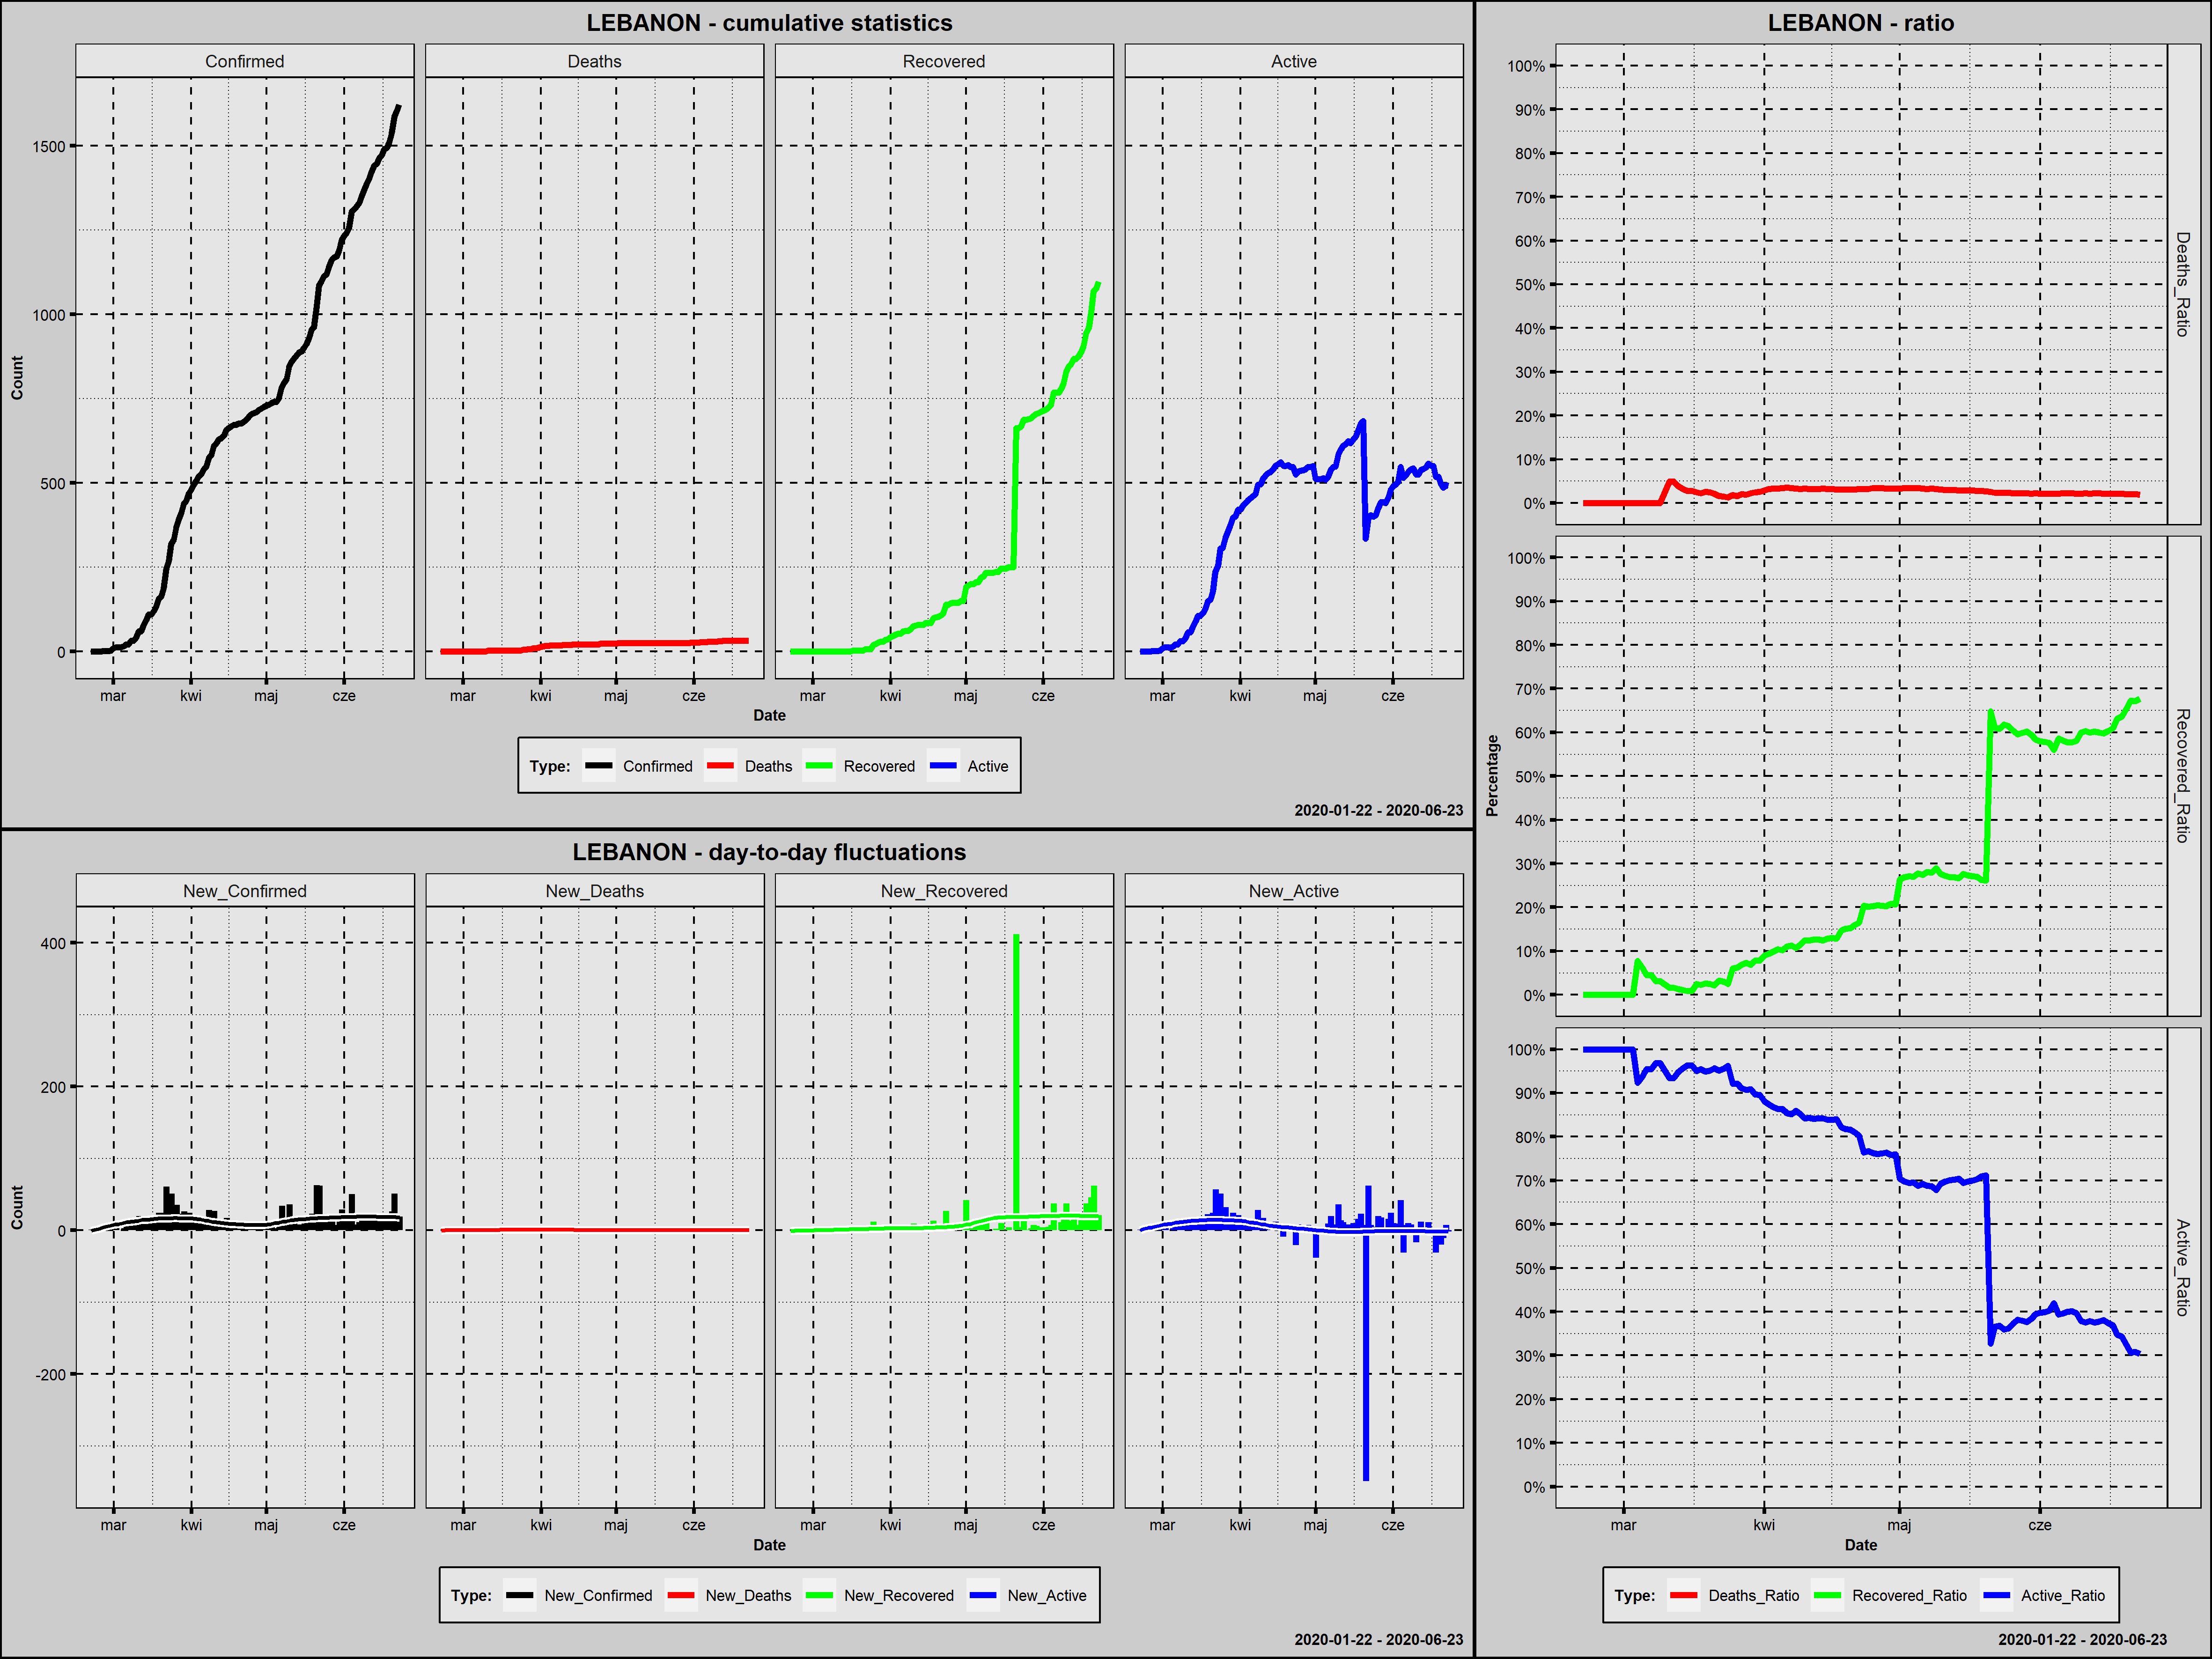 LEBANON - cumulative statistics
Confirmed Deaths Recovered Active
Count
1500
1000
500
0
mar kwi maj cze mar kwi maj cze mar kwi maj cze mar kwi maj cze
Date
Type: Confirmed Deaths Recovered Active
2020-01-22 - 2020-06-23
LEBANON - day-to-day fluctuations
New_Confirmed New_Deaths New_Recovered New_Active
Count
400
200
0
-200
mar kwi maj cze mar kwi maj cze mar kwi maj cze mar kwi maj cze
Date
Type: New_Confirmed New_Deaths New_Recovered New_Active
2020-01-22 - 2020-06-23
LEBANON - ratio
Percentage
100%
90%
80%
70%
60%
50%
40%
30%
20%
10%
0%
Deaths_Ratio
100%
90%
80%
70%
60%
50%
40%
30%
20%
10%
0%
Recovered_Ratio
100%
90%
80%
70%
60%
50%
40%
30%
20%
10%
0%
Active_Ratio
mar kwi maj cze
Date
Type: Deaths_Ratio Recovered_Ratio Active_Ratio
2020-01-22 - 2020-06-23